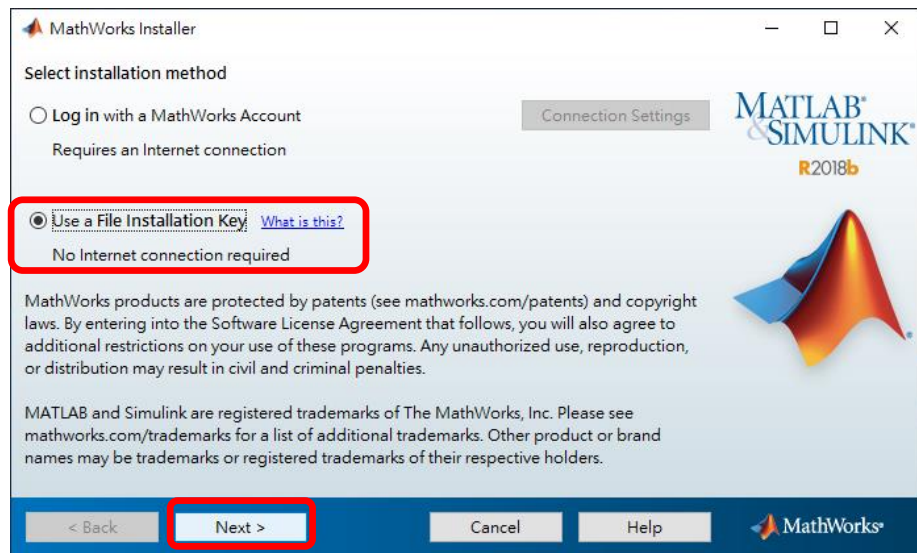 MathWorks Installer
Select installation method
Log in with a MathWorks Account
Connection Settings
Requires an Internet connection
MATLAB®
&SIMULINK®
R2018b
Use a File Installation Key What is this?
No Internet connection required
MathWorks products are protected by patents (see mathworks.com/patents) and copyright
laws. By entering into the Software License Agreement that follows, you will also agree to
additional restrictions on your use of these programs. Any unauthorized use, reproduction,
or distribution may result in civil and criminal penalties.
MATLAB and Simulink are registered trademarks of The MathWorks, Inc. Please see
mathworks.com/trademarks for a list of additional trademarks. Other product or brand
names may be trademarks or registered trademarks of their respective holders.
< Back Next > Cancel Help MathWorks®